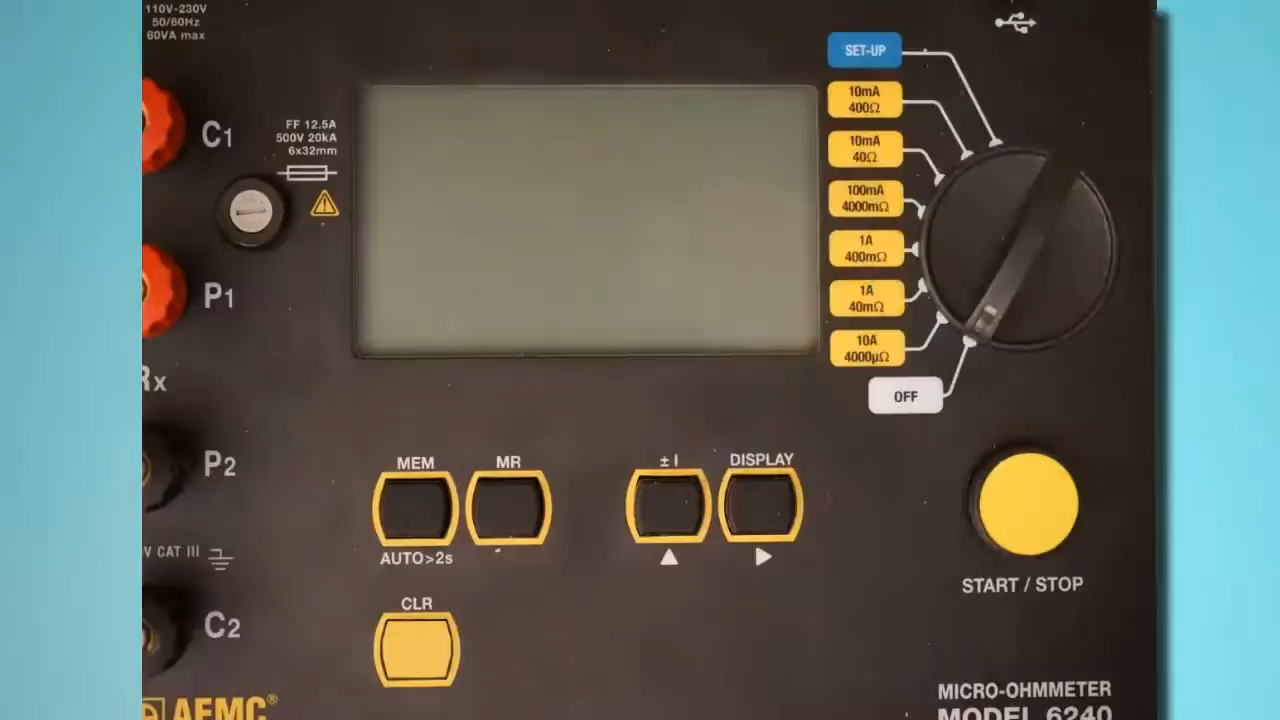 110V-230V
50/60Hz
60VA max
C1
FF 12.5A
500V 20kA
6x32mm
P1
Rx
P2
V CAT III
C2
AEMC®
SET-UP
10mA
400Ω
10mA
40Ω
100mA
4000mΩ
1A
400mΩ
1A
40mΩ
10A
4000µΩ
OFF
MEM
MR
± I
DISPLAY
AUTO>2s
CLR
START / STOP
MICRO-OHMMETER
MODEL 6240